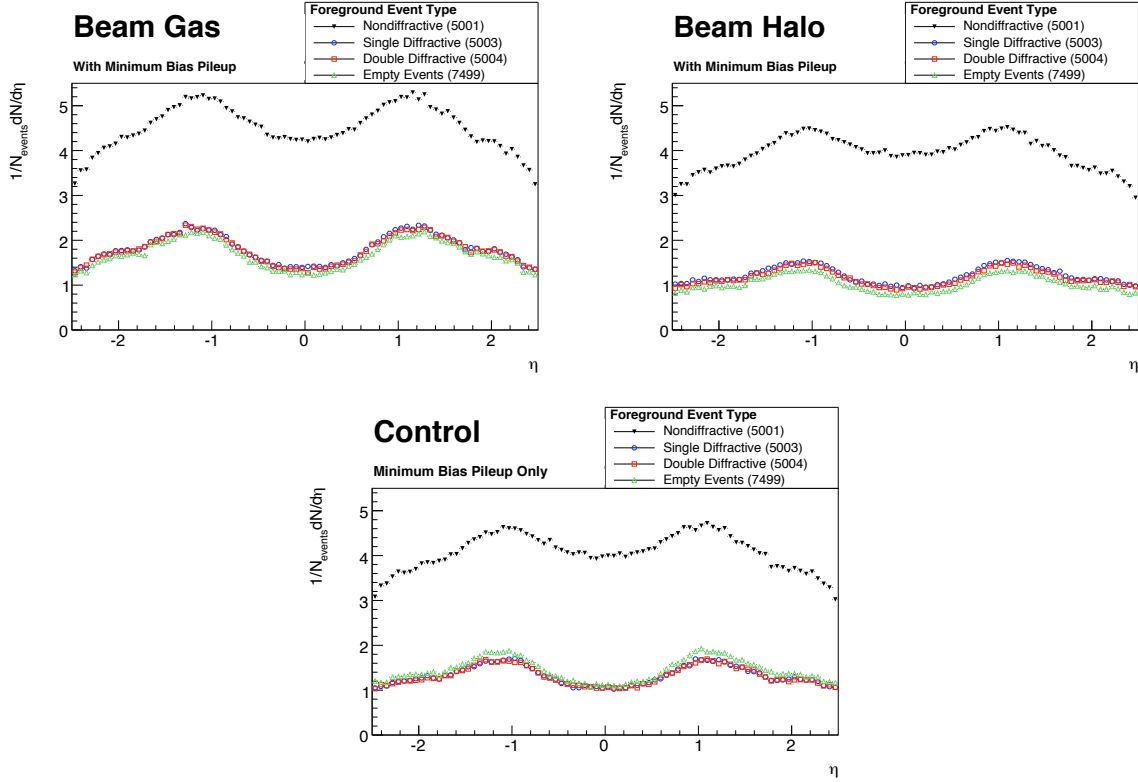 Beam Gas
With Minimum Bias Pileup
Foreground Event Type
Nondiffractive (5001)
Single Diffractive (5003)
Double Diffractive (5004)
Empty Events (7499)
1/N_events dN/dη
5
4
3
2
1
0
-2 -1 0 1 2
η
Beam Halo
With Minimum Bias Pileup
Foreground Event Type
Nondiffractive (5001)
Single Diffractive (5003)
Double Diffractive (5004)
Empty Events (7499)
1/N_events dN/dη
5
4
3
2
1
0
-2 -1 0 1 2
η
Control
Minimum Bias Pileup Only
Foreground Event Type
Nondiffractive (5001)
Single Diffractive (5003)
Double Diffractive (5004)
Empty Events (7499)
1/N_events dN/dη
5
4
3
2
1
0
-2 -1 0 1 2
η